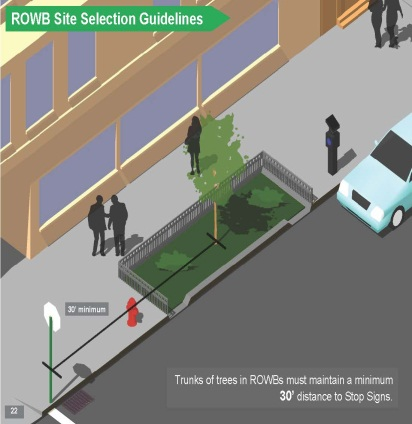 ROWB Site Selection Guidelines
30' minimum
Trunks of trees in ROWBs must maintain a minimum
30' distance to Stop Signs.
22